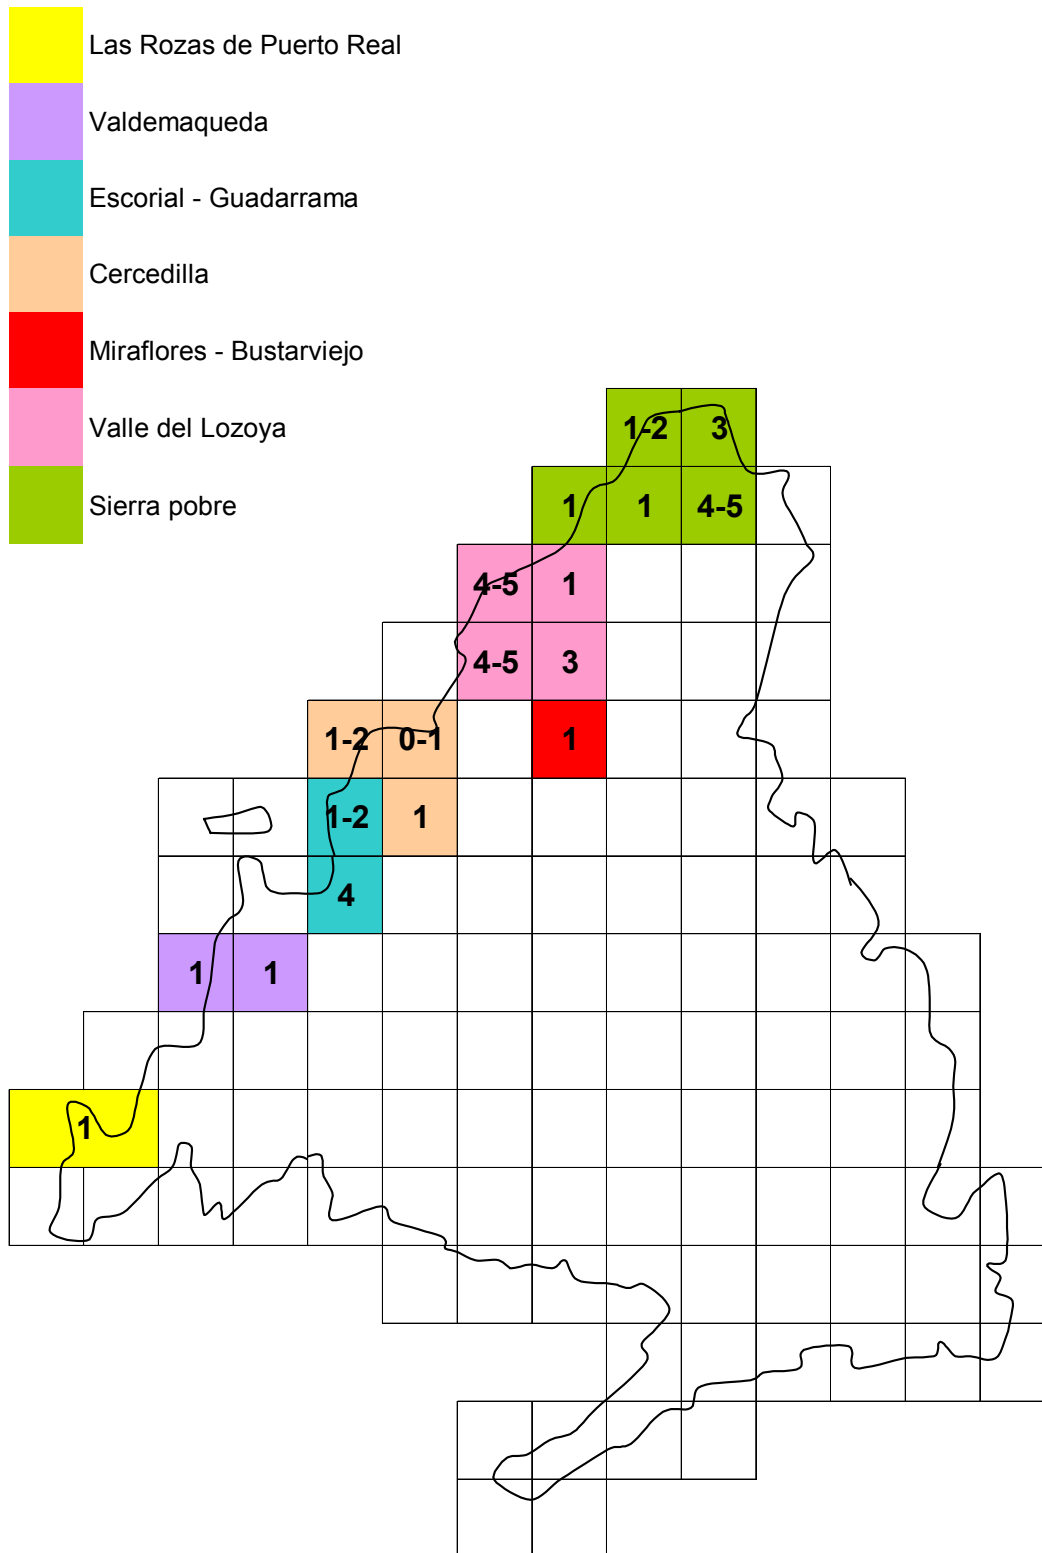 Las Rozas de Puerto Real
Valdemaqueda
Escorial - Guadarrama
Cercedilla
Miraflores - Bustarviejo
Valle del Lozoya
Sierra pobre
1-2 3
1 1 4-5
4-5 1
4-5 3
1-2 0-1 1
1-2 1
4
1 1
1